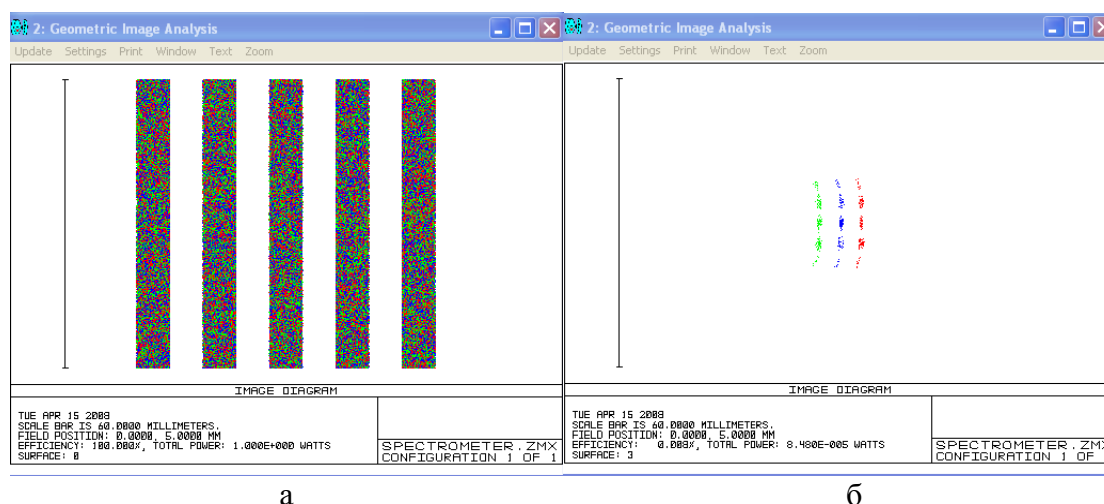 2: Geometric Image Analysis
Update Settings Print Window Text Zoom
IMAGE DIAGRAM
TUE APR 15 2008
SCALE BAR IS 60.0000 MILLIMETERS.
FIELD POSITION: 0.0000, 5.0000 MM
EFFICIENCY: 100.000%, TOTAL POWER: 1.000E+000 WATTS
SURFACE: 0
SPECTROMETER.ZMX
CONFIGURATION 1 OF 1
а
2: Geometric Image Analysis
Update Settings Print Window Text Zoom
IMAGE DIAGRAM
TUE APR 15 2008
SCALE BAR IS 60.0000 MILLIMETERS.
FIELD POSITION: 0.0000, 5.0000 MM
EFFICIENCY: 0.008%, TOTAL POWER: 8.480E-005 WATTS
SURFACE: 3
SPECTROMETER.ZMX
CONFIGURATION 1 OF 1
б